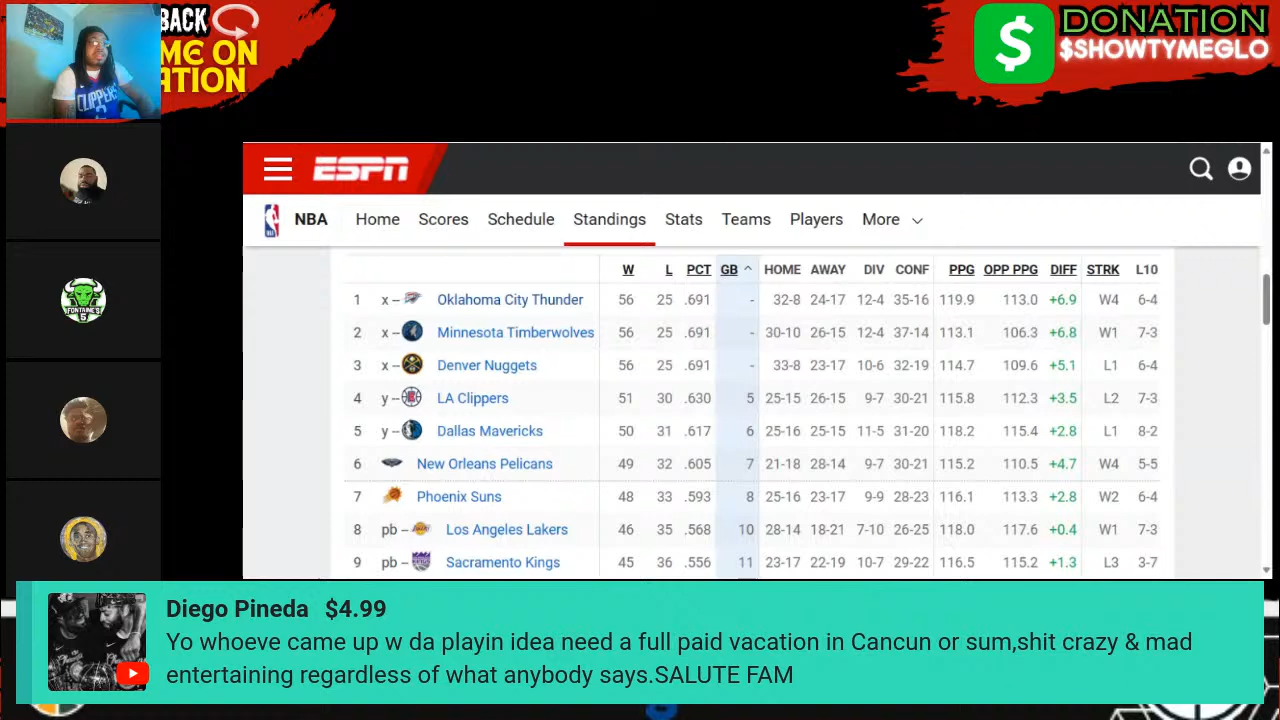 BACK
ME ON
ATION
DONATION
$SHOWTYMEGLO
CLIPPERS
ESPN
NBA Home Scores Schedule Standings Stats Teams Players More
W L PCT GB HOME AWAY DIV CONF PPG OPP PPG DIFF STRK L10
1 x -- Oklahoma City Thunder 56 25 .691 - 32-8 24-17 12-4 35-16 119.9 113.0 +6.9 W4 6-4
2 x -- Minnesota Timberwolves 56 25 .691 - 30-10 26-15 12-4 37-14 113.1 106.3 +6.8 W1 7-3
3 x -- Denver Nuggets 56 25 .691 - 33-8 23-17 10-6 32-19 114.7 109.6 +5.1 L1 6-4
4 y -- LA Clippers 51 30 .630 5 25-15 26-15 9-7 30-21 115.8 112.3 +3.5 L2 7-3
5 y -- Dallas Mavericks 50 31 .617 6 25-16 25-15 11-5 31-20 118.2 115.4 +2.8 L1 8-2
6 New Orleans Pelicans 49 32 .605 7 21-18 28-14 9-7 30-21 115.2 110.5 +4.7 W4 5-5
7 Phoenix Suns 48 33 .593 8 25-16 23-17 9-9 28-23 116.1 113.3 +2.8 W2 6-4
8 pb -- Los Angeles Lakers 46 35 .568 10 28-14 18-21 7-10 26-25 118.0 117.6 +0.4 W1 7-3
9 pb -- Sacramento Kings 45 36 .556 11 23-17 22-19 10-7 29-22 116.5 115.2 +1.3 L3 3-7
FONTAINE'S
5
Diego Pineda $4.99
Yo whoeve came up w da playin idea need a full paid vacation in Cancun or sum,shit crazy & mad
entertaining regardless of what anybody says.SALUTE FAM